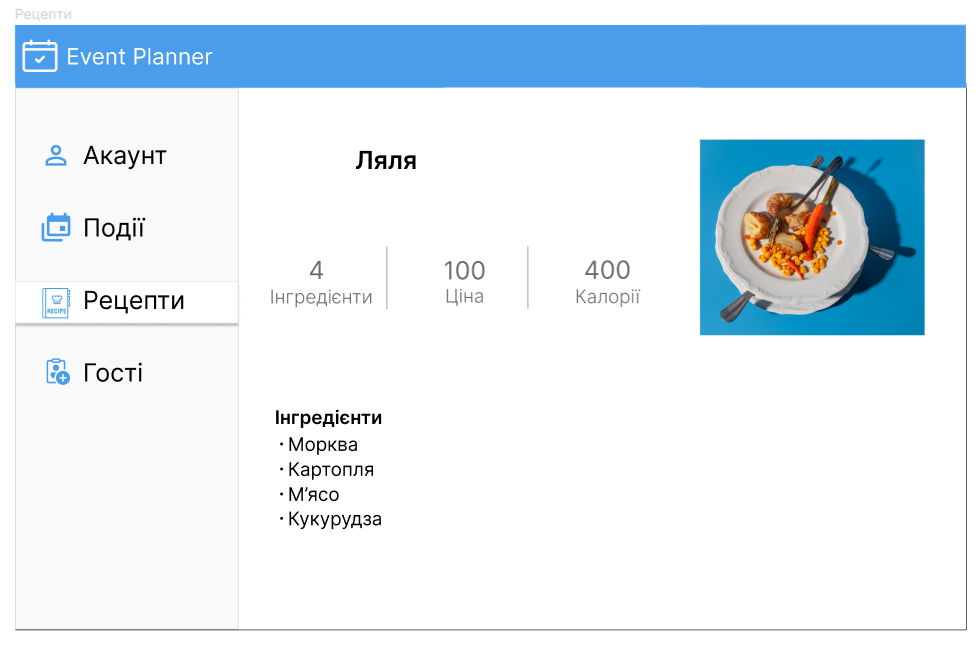 Рецепти
Event Planner
Акаунт
Події
RECIPE
Рецепти
Гості
Ляля
4
Інгредієнти
100
Ціна
400
Калорії
Інгредієнти
· Морква
· Картопля
· М’ясо
· Кукурудза